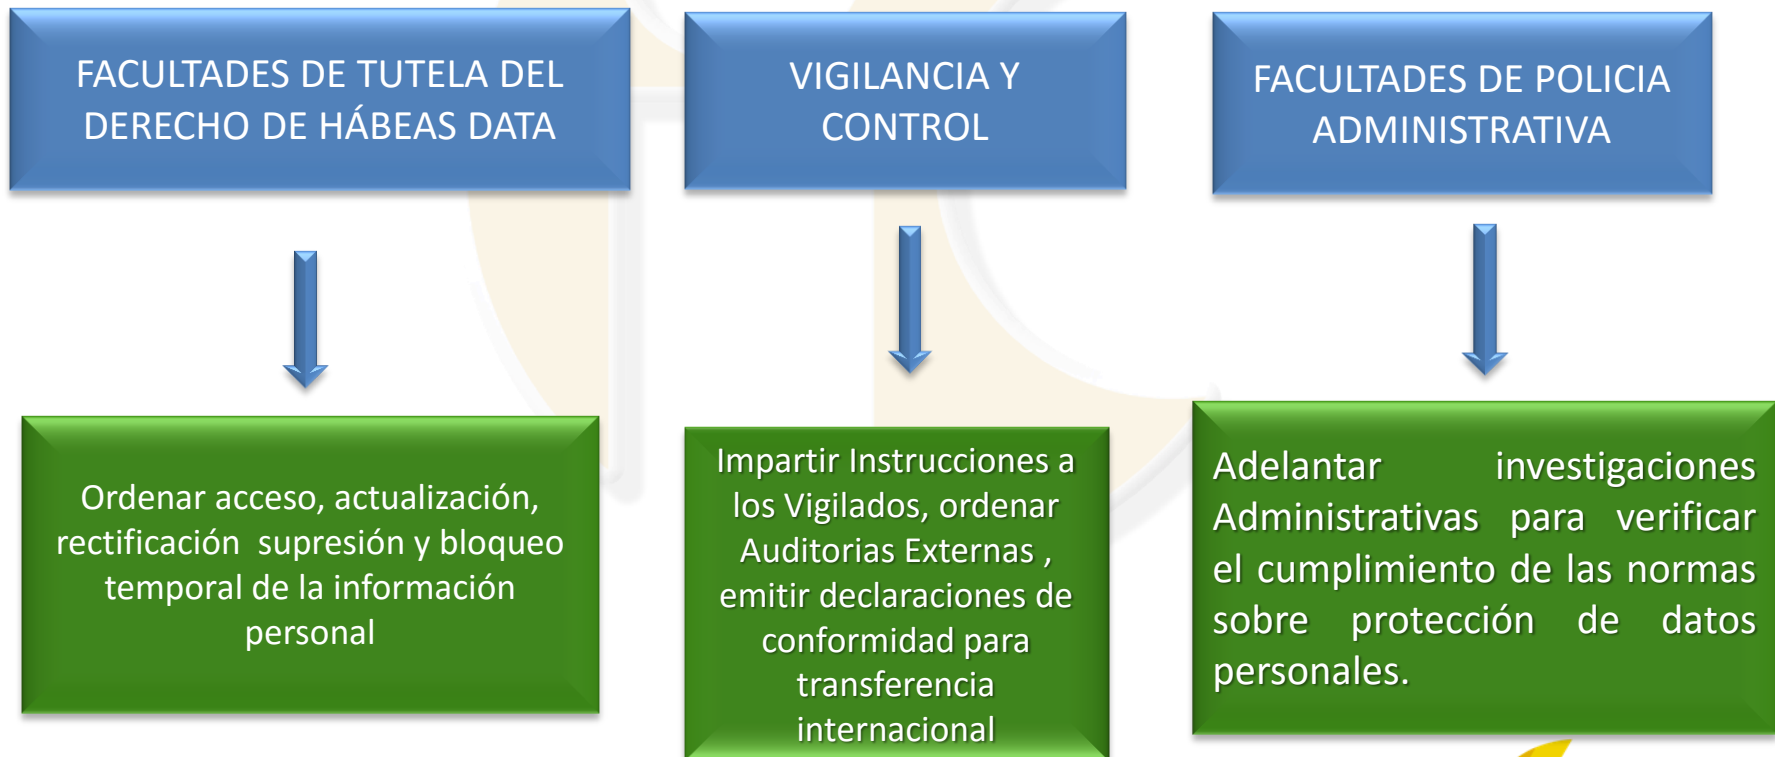 FACULTADES DE TUTELA DEL
DERECHO DE HÁBEAS DATA
Ordenar acceso, actualización,
rectificación supresión y bloqueo
temporal de la información
personal
VIGILANCIA Y
CONTROL
Impartir Instrucciones a
los Vigilados, ordenar
Auditorias Externas ,
emitir declaraciones de
conformidad para
transferencia
internacional
FACULTADES DE POLICIA
ADMINISTRATIVA
Adelantar investigaciones
Administrativas para verificar
el cumplimiento de las normas
sobre protección de datos
personales.